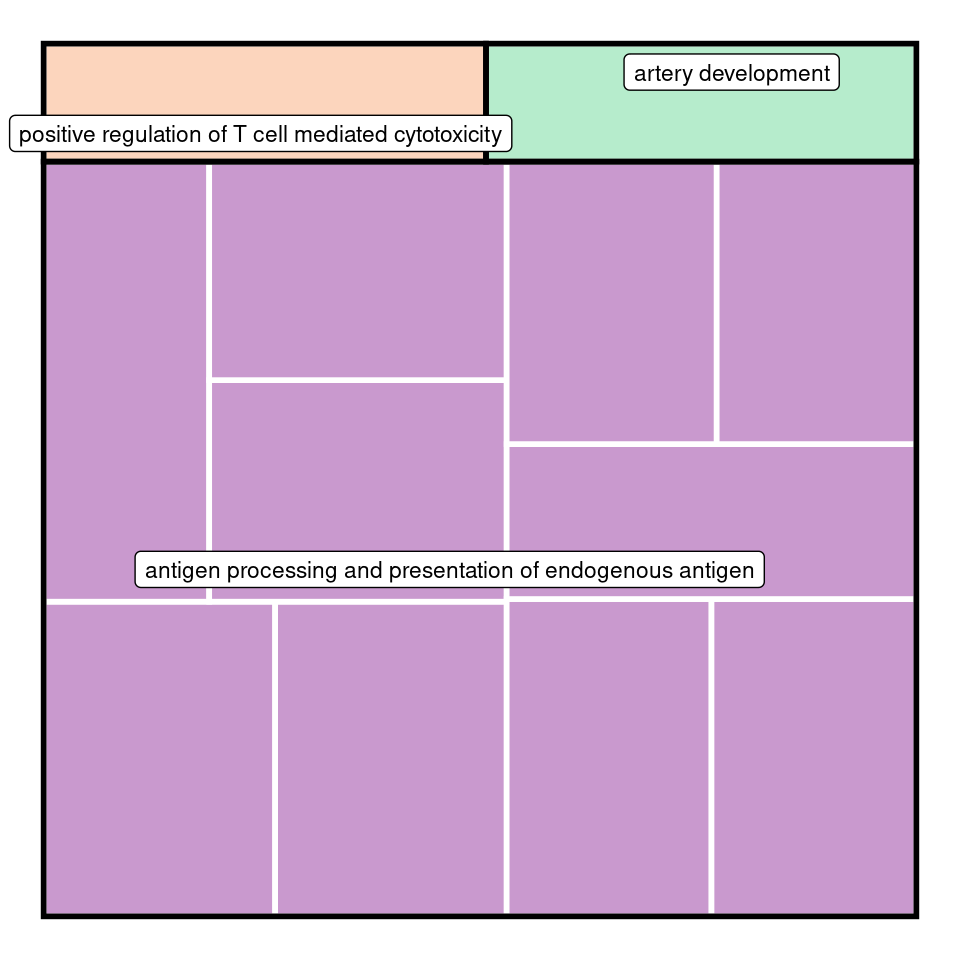 artery development
positive regulation of T cell mediated cytotoxicity
antigen processing and presentation of endogenous antigen